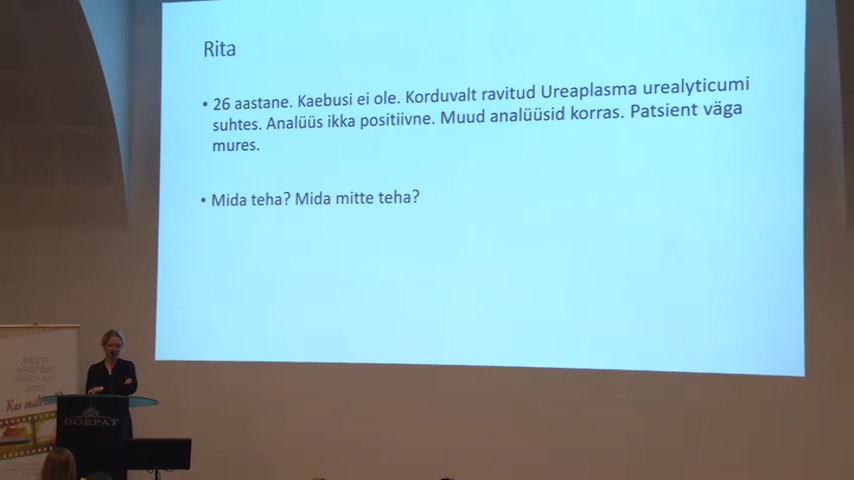 Rita
• 26 aastane. Kaebusi ei ole. Korduvalt ravitud Ureaplasma urealyticumi
suhtes. Analüüs ikka positiivne. Muud analüüsid korras. Patsient väga
mures.
• Mida teha? Mida mitte teha?
EESTI
DORPAT